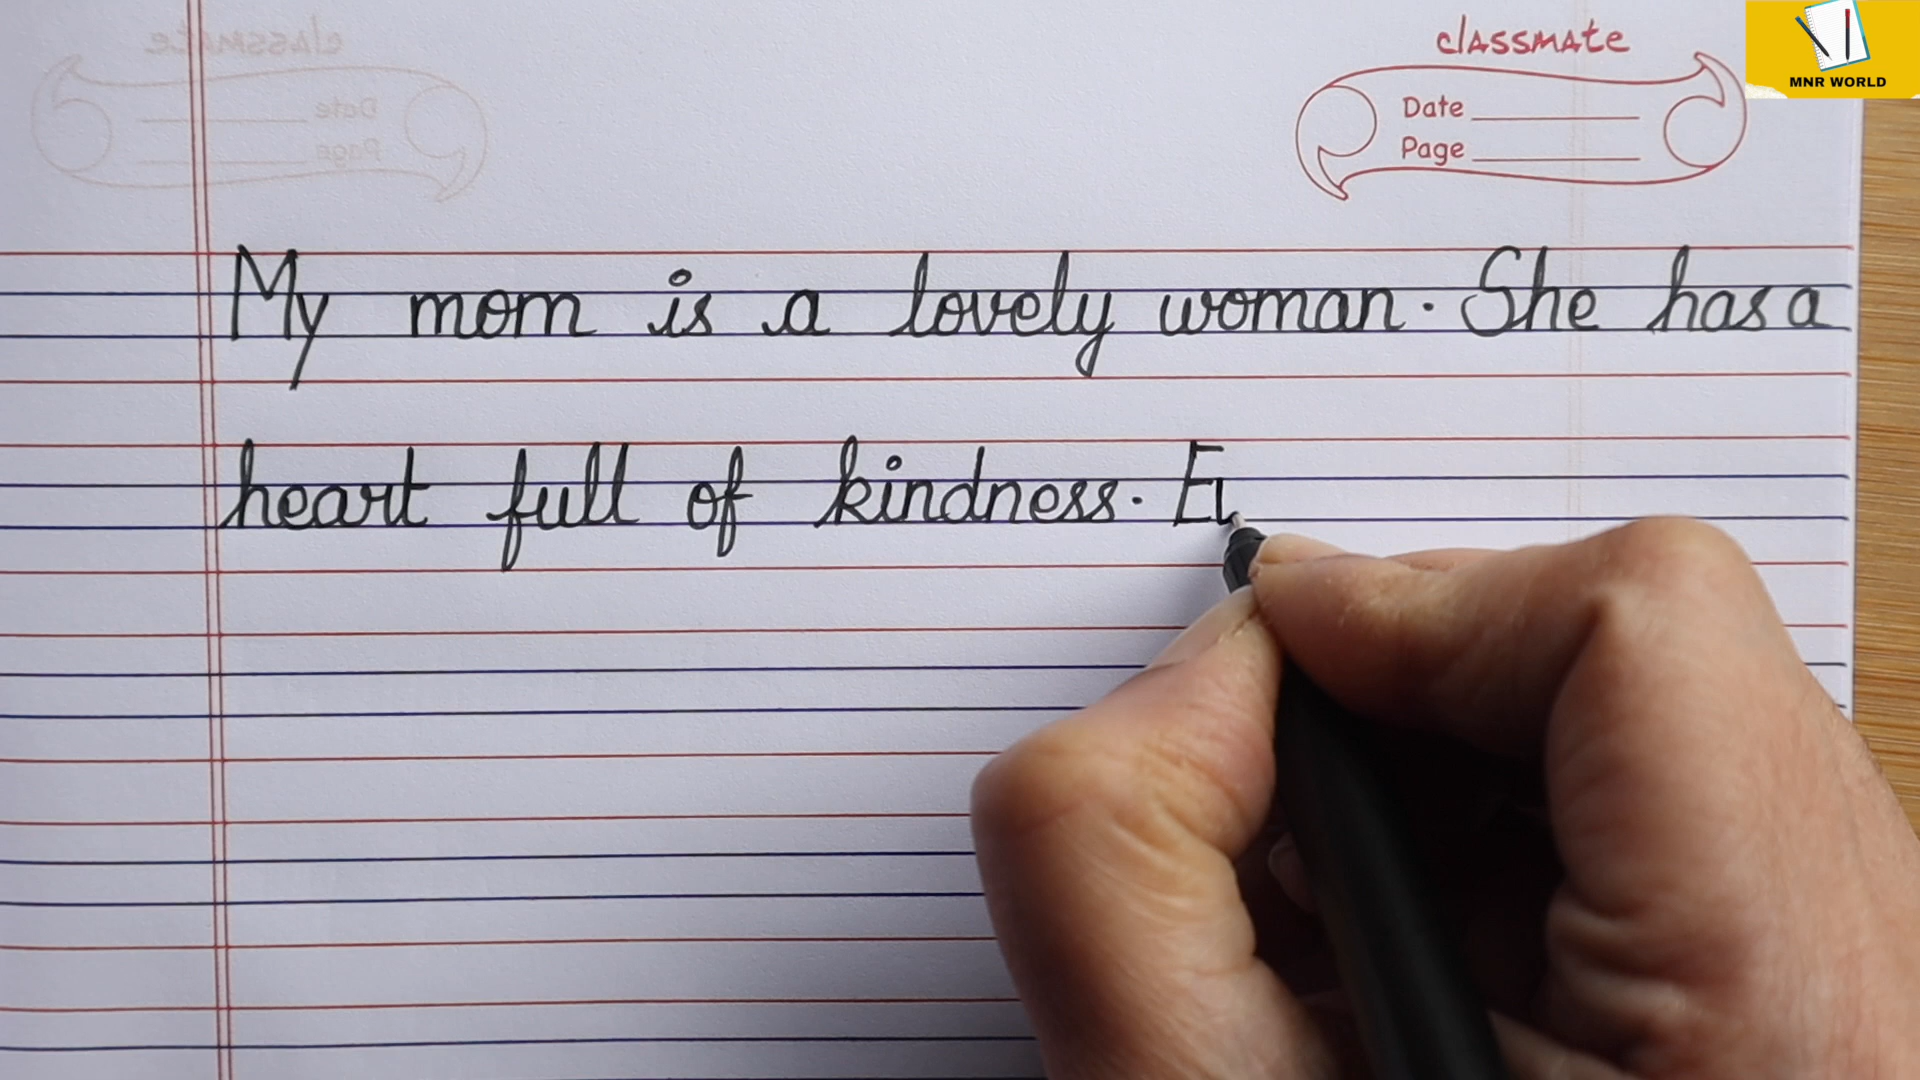 classmate
MNR WORLD
Date
Page
My mom is a lovely woman. She has a
heart full of kindness. E